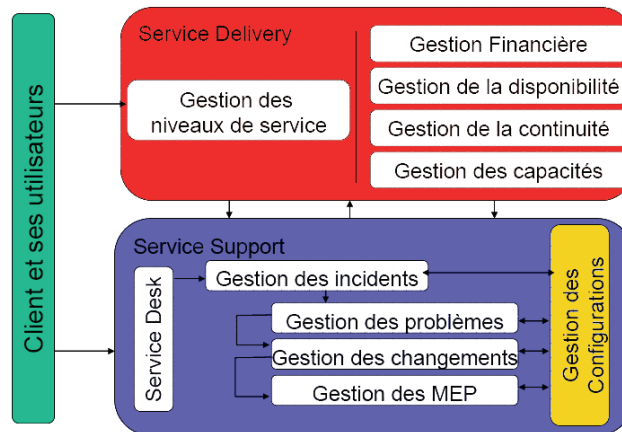 Client et ses utilisateurs
Service Delivery
Gestion des
niveaux de service
Gestion Financière
Gestion de la disponibilité
Gestion de la continuité
Gestion des capacités
Service Support
Service Desk
Gestion des incidents
Gestion des problèmes
Gestion des changements
Gestion des MEP
Gestion des
Configurations